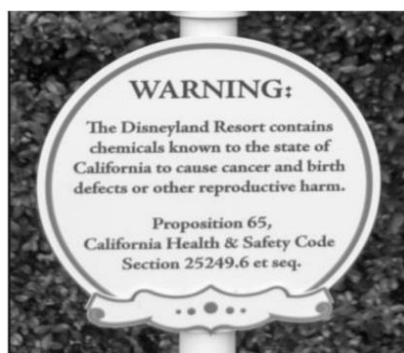 WARNING:
The Disneyland Resort contains
chemicals known to the state of
California to cause cancer and birth
defects or other reproductive harm.
Proposition 65,
California Health & Safety Code
Section 25249.6 et seq.